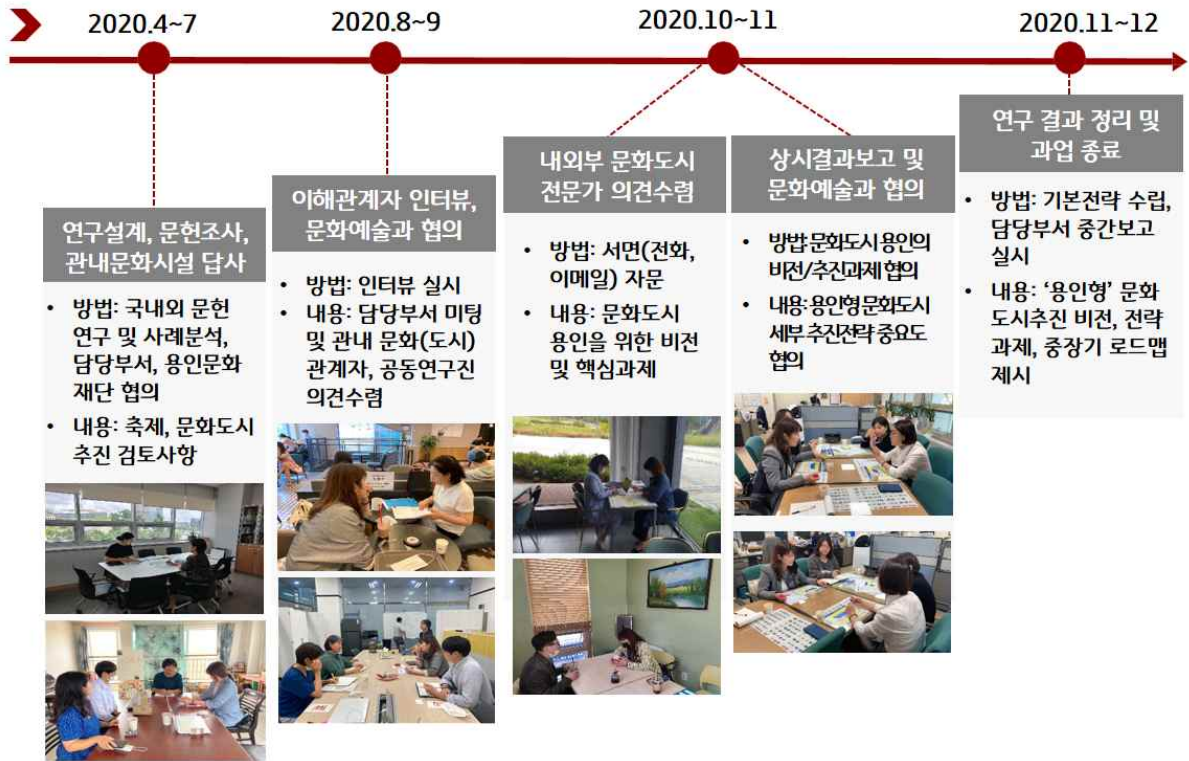 2020.4~7
2020.8~9
2020.10~11
2020.11~12
연구설계, 문헌조사,
관내문화시설 답사
• 방법: 국내외 문헌
연구 및 사례분석,
담당부서, 용인문화
재단 협의
• 내용: 축제, 문화도시
추진 검토사항
이해관계자 인터뷰,
문화예술과 협의
• 방법: 인터뷰 실시
• 내용: 담당부서 미팅
및 관내 문화(도시)
관계자, 공동연구진
의견수렴
내외부 문화도시
전문가 의견수렴
• 방법: 서면(전화,
이메일) 자문
• 내용: 문화도시
용인을 위한 비전
및 핵심과제
상시결과보고 및
문화예술과 협의
• 방법: 문화도시 용인의
비전/추진과제 협의
• 내용: 용인형 문화도시
세부 추진전략 중요도
협의
연구 결과 정리 및
과업 종료
• 방법: 기본전략 수립,
담당부서 중간보고
실시
• 내용: ‘용인형’ 문화
도시추진 비전, 전략
과제, 중장기 로드맵
제시